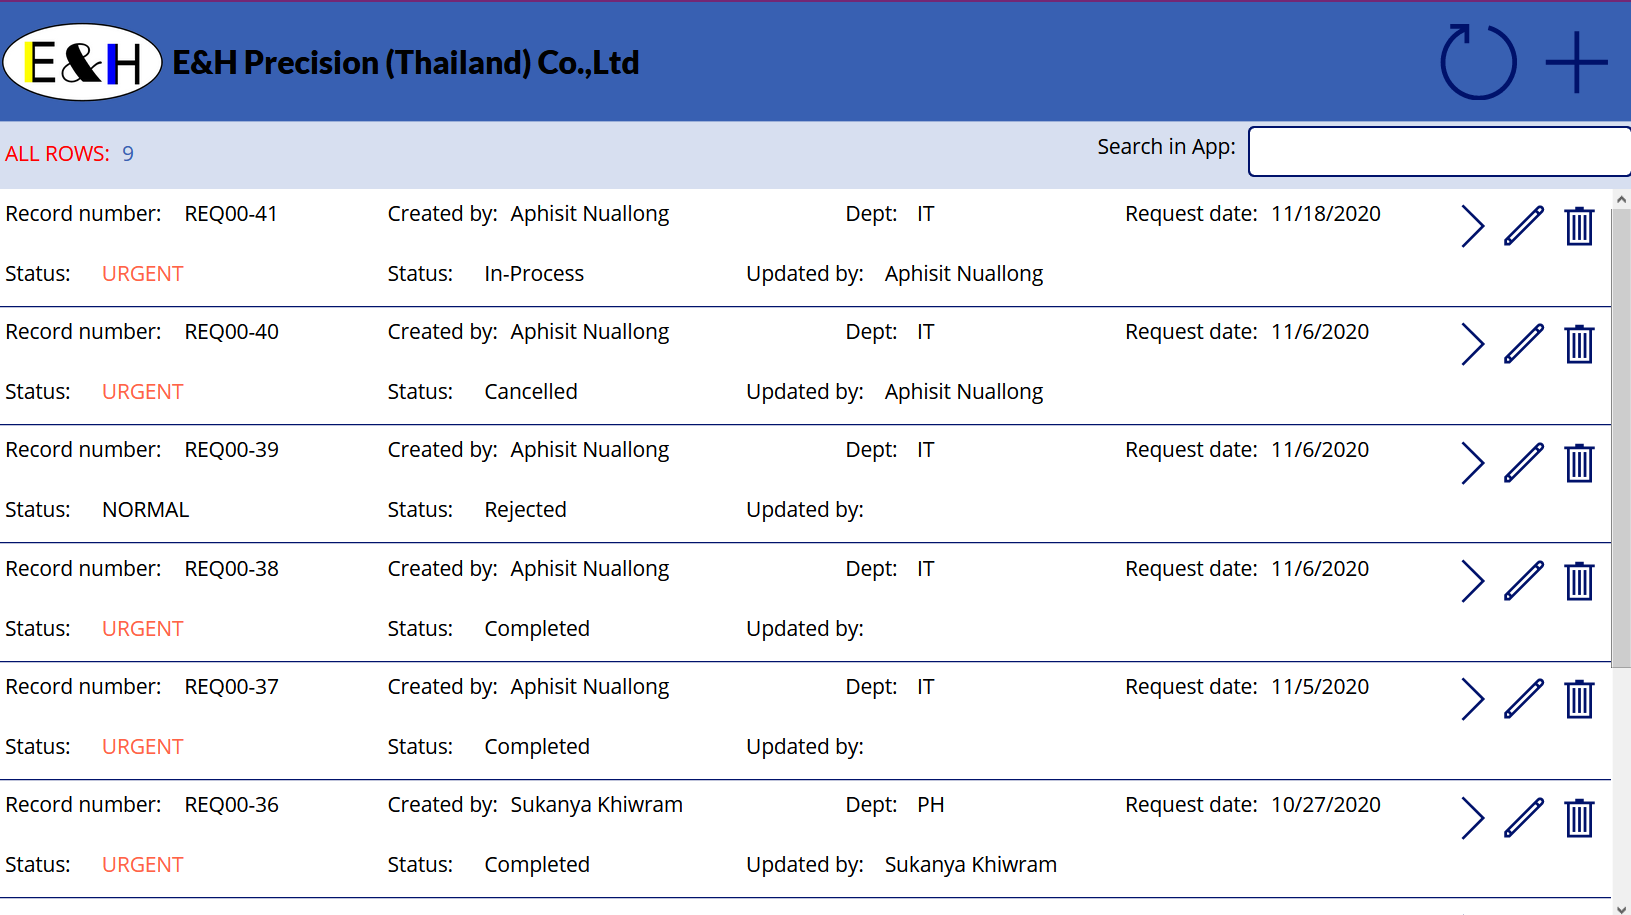 E&H E&H Precision (Thailand) Co.,Ltd
ALL ROWS: 9 Search in App:
Record number: REQ00-41 Created by: Aphisit Nuallong Dept: IT Request date: 11/18/2020
Status: URGENT Status: In-Process Updated by: Aphisit Nuallong
Record number: REQ00-40 Created by: Aphisit Nuallong Dept: IT Request date: 11/6/2020
Status: URGENT Status: Cancelled Updated by: Aphisit Nuallong
Record number: REQ00-39 Created by: Aphisit Nuallong Dept: IT Request date: 11/6/2020
Status: NORMAL Status: Rejected Updated by:
Record number: REQ00-38 Created by: Aphisit Nuallong Dept: IT Request date: 11/6/2020
Status: URGENT Status: Completed Updated by:
Record number: REQ00-37 Created by: Aphisit Nuallong Dept: IT Request date: 11/5/2020
Status: URGENT Status: Completed Updated by:
Record number: REQ00-36 Created by: Sukanya Khiwram Dept: PH Request date: 10/27/2020
Status: URGENT Status: Completed Updated by: Sukanya Khiwram